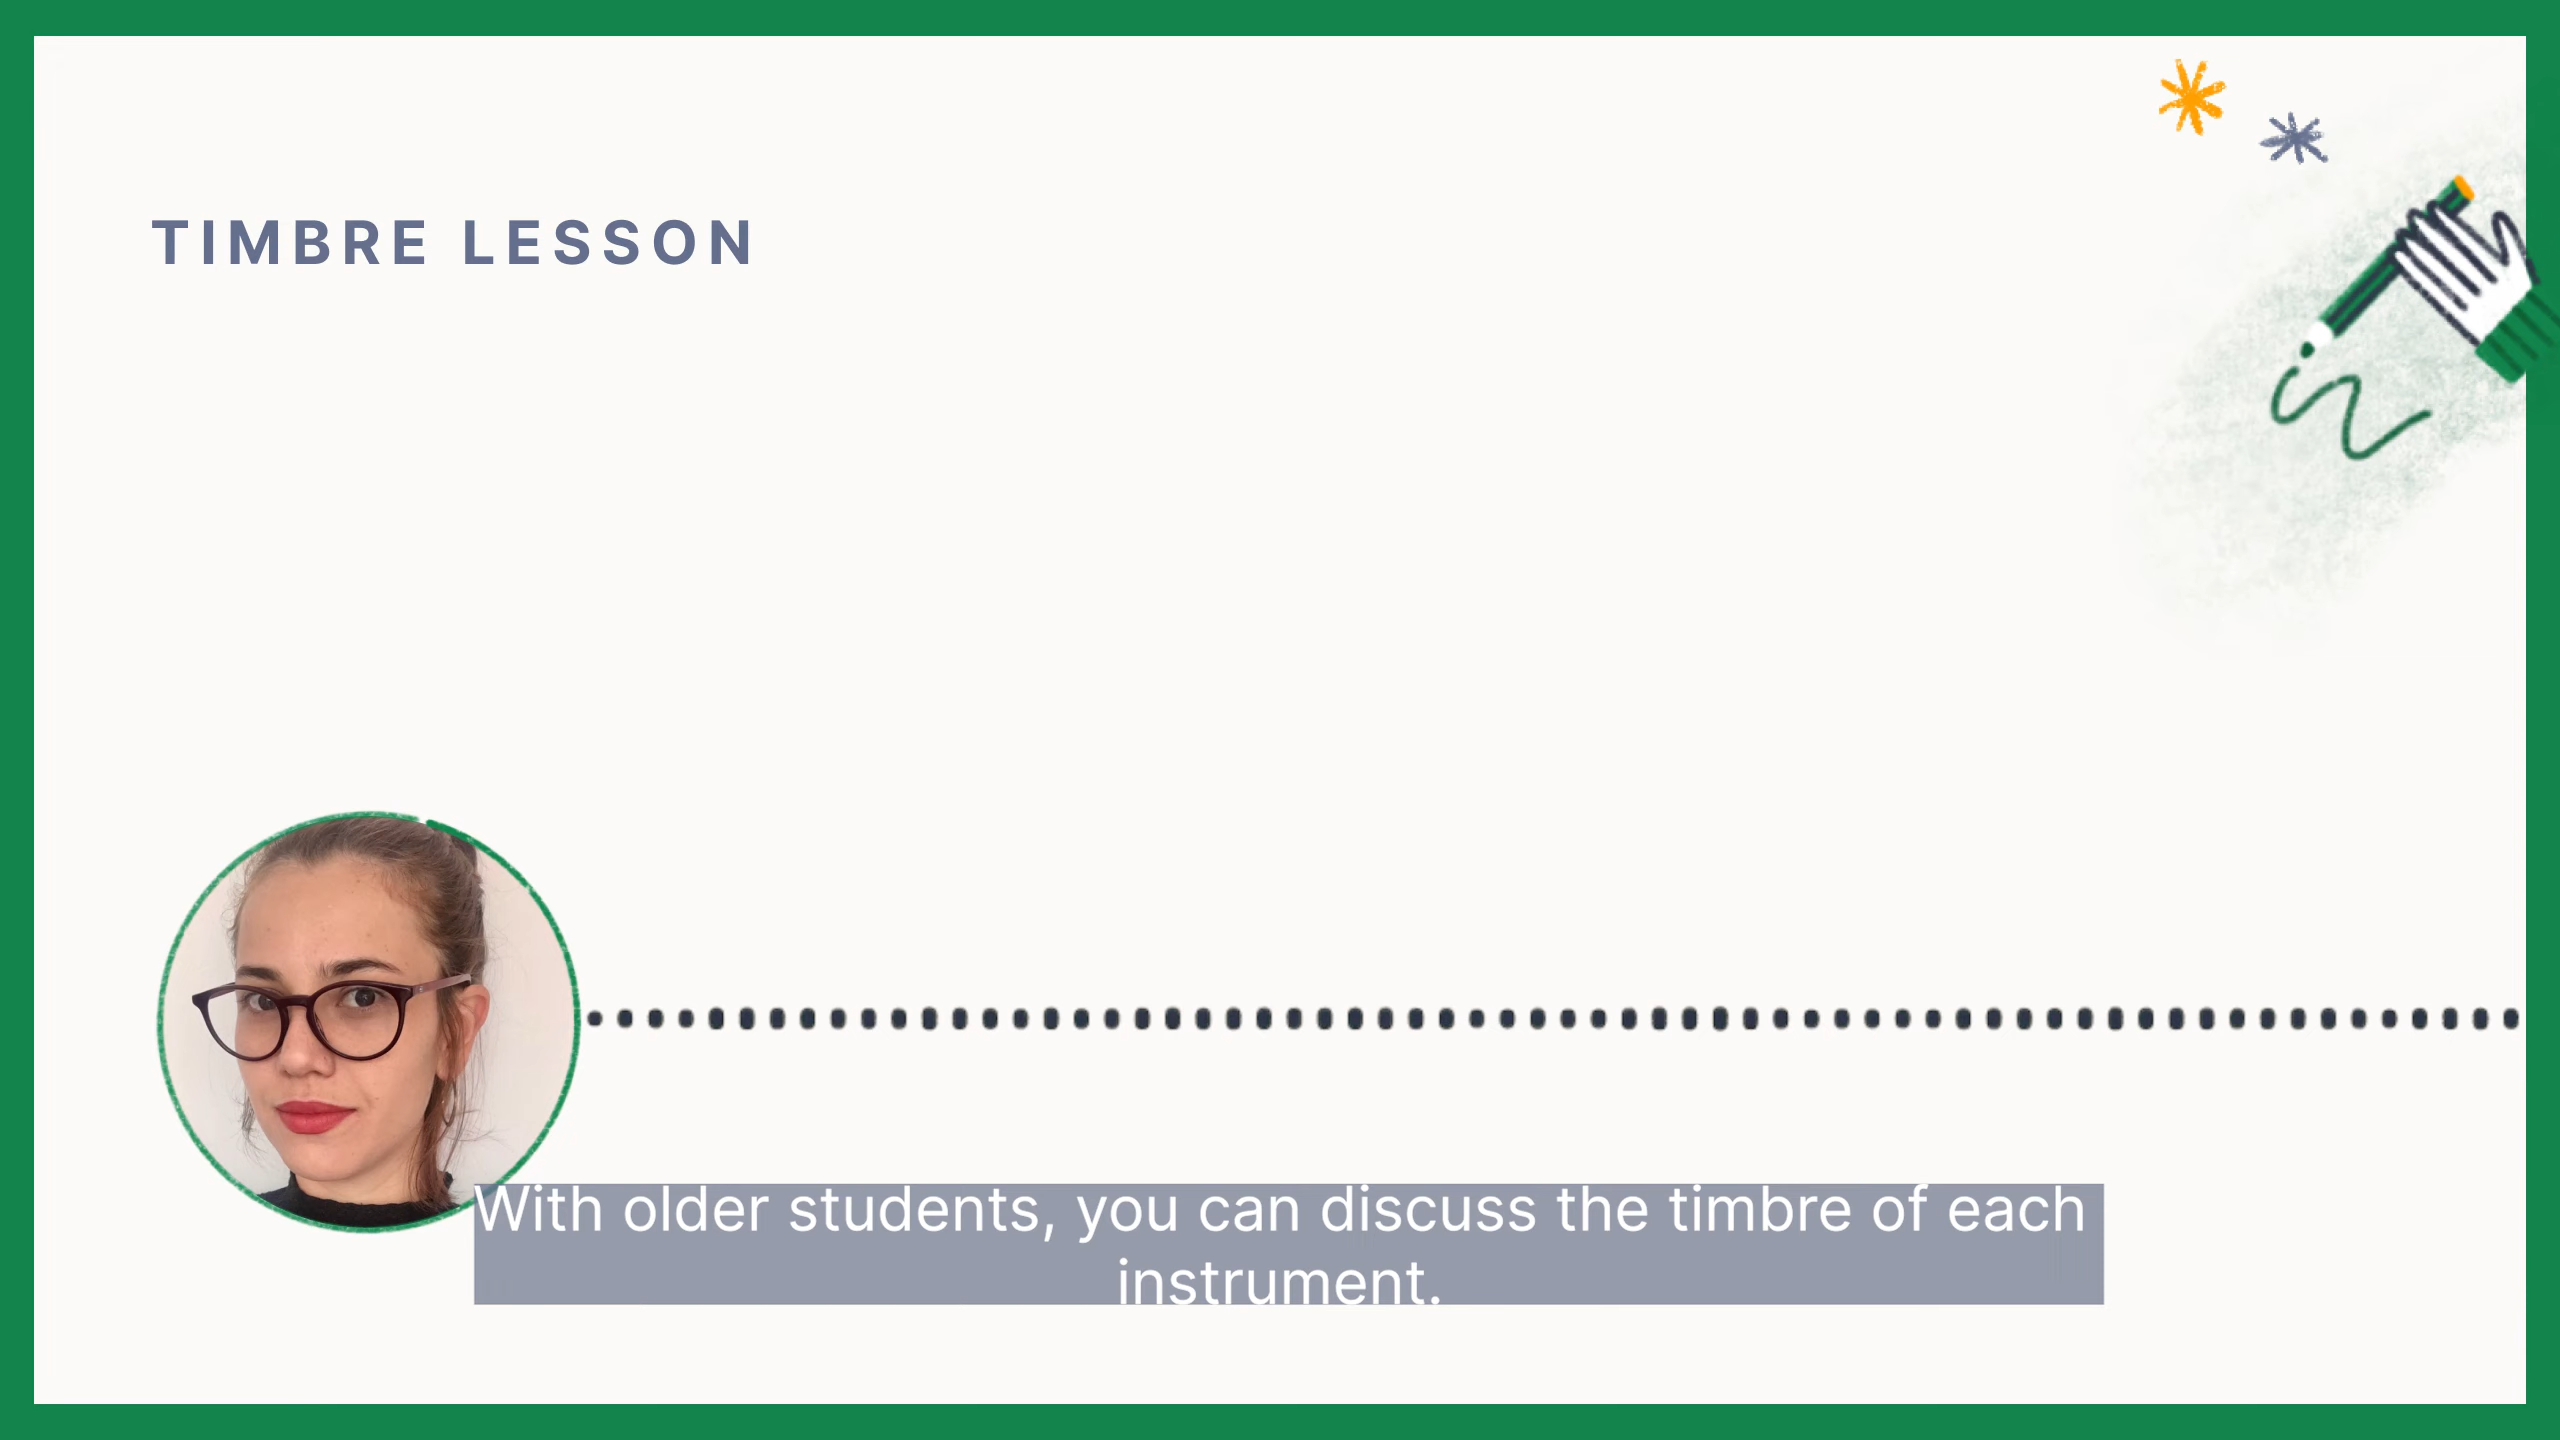 TIMBRE LESSON
With older students, you can discuss the timbre of each
instrument.